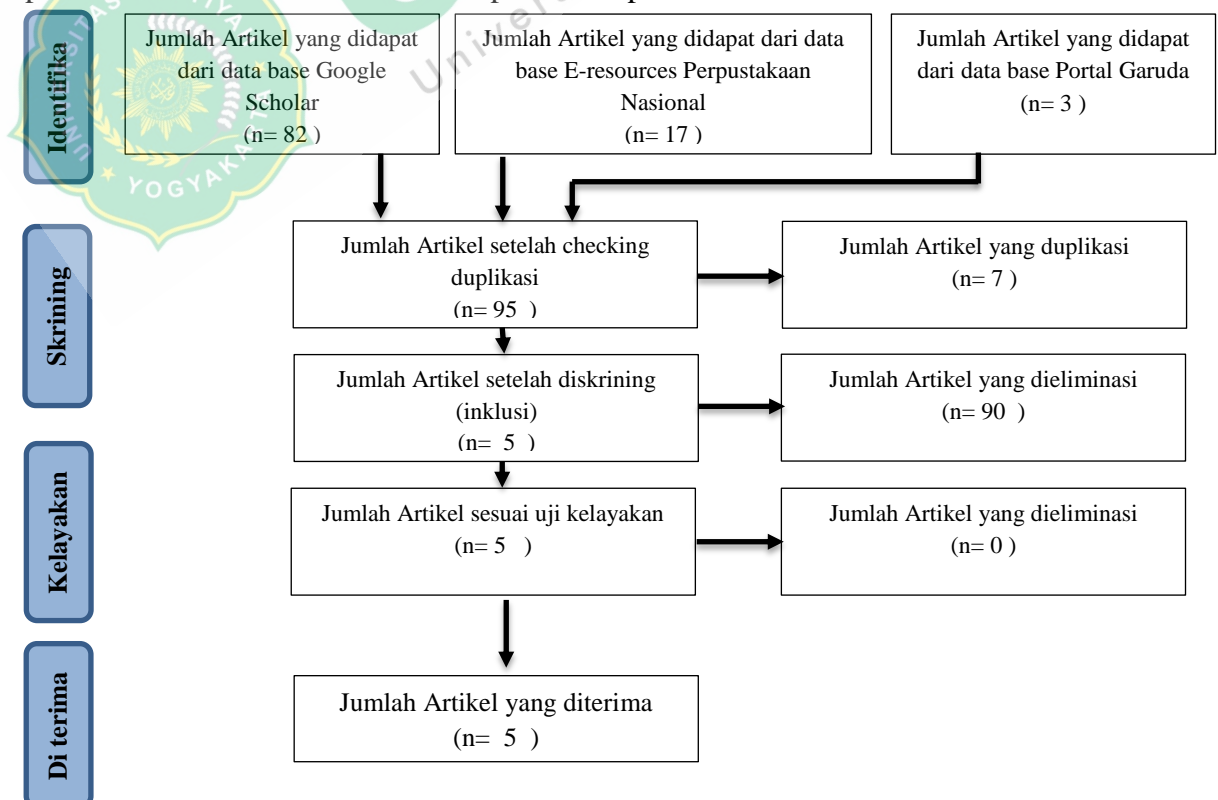 Identifika
Jumlah Artikel yang didapat
dari data base Google
Scholar
(n= 82 )
Jumlah Artikel yang didapat dari data
base E-resources Perpustakaan
Nasional
(n= 17 )
Jumlah Artikel yang didapat
dari data base Portal Garuda
(n= 3 )
YOGYAKA
Skrining
Jumlah Artikel setelah checking
duplikasi
(n= 95 )
Jumlah Artikel yang duplikasi
(n= 7 )
Jumlah Artikel setelah diskrining
(inklusi)
(n= 5 )
Jumlah Artikel yang dieliminasi
(n= 90 )
Kelayakan
Jumlah Artikel sesuai uji kelayakan
(n= 5 )
Jumlah Artikel yang dieliminasi
(n= 0 )
Di terima
Jumlah Artikel yang diterima
(n= 5 )